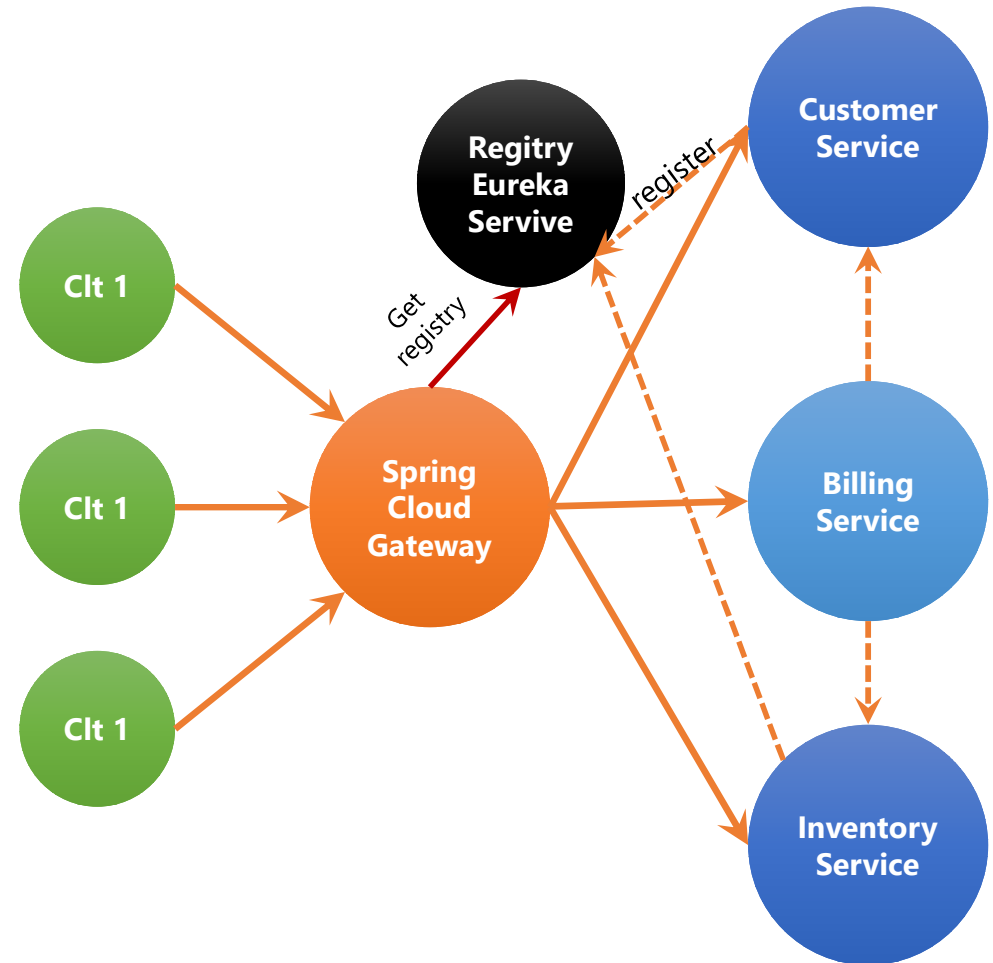 Clt 1
Clt 1
Clt 1
Spring
Cloud
Gateway
Get
registry
Regitry
Eureka
Servive
register
Customer
Service
Billing
Service
Inventory
Service